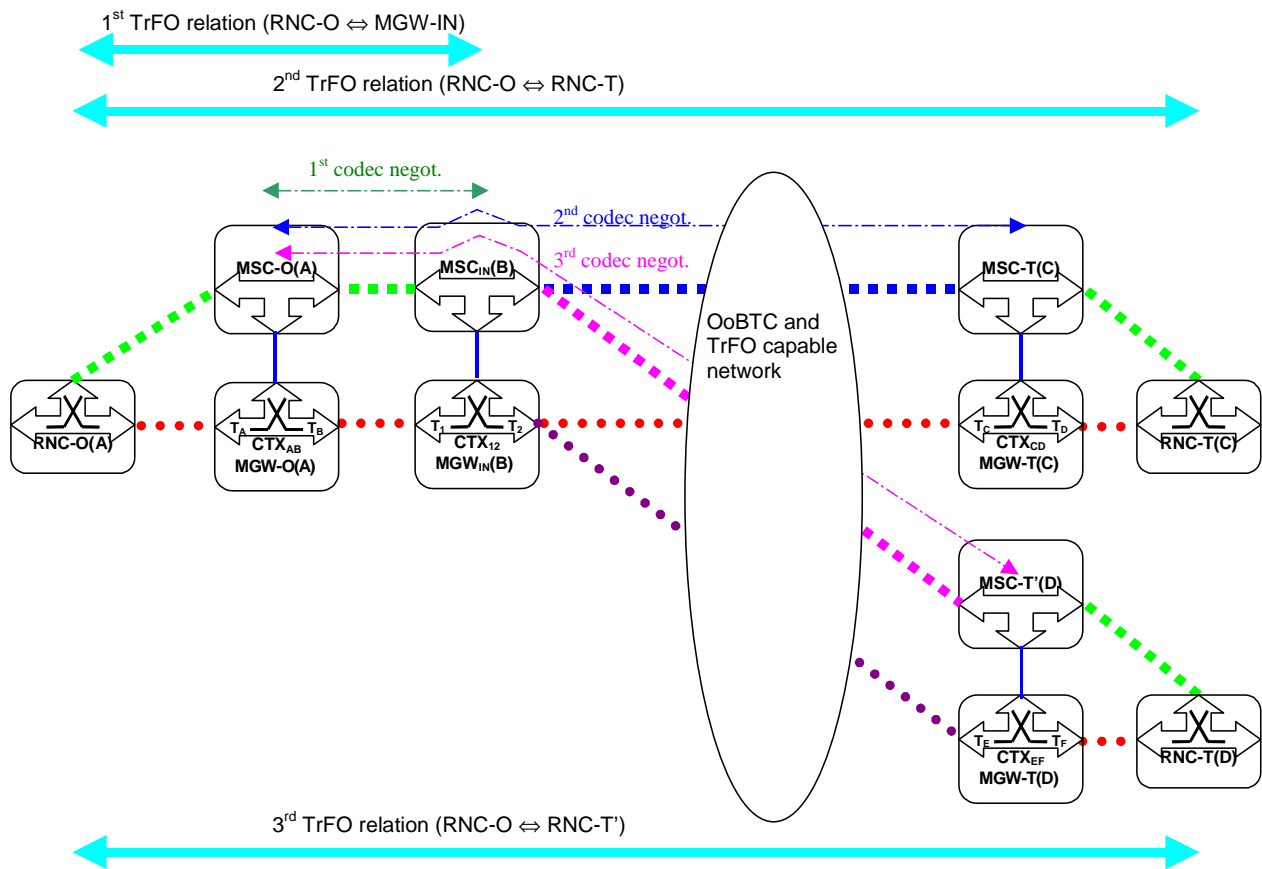 1st TrFO relation (RNC-O ⇔ MGW-IN)
2nd TrFO relation (RNC-O ⇔ RNC-T)
1st codec negot.
2nd codec negot.
3rd codec negot.
MSC-O(A)
MSCIN(B)
MSC-T(C)
OoBTC and
TrFO capable
network
RNC-O(A)
TA TB
CTXAB
MGW-O(A)
T1 T2
CTX12
MGWIN(B)
TC TD
CTXCD
MGW-T(C)
RNC-T(C)
MSC-T’(D)
TE TF
CTXEF
MGW-T(D)
RNC-T(D)
3rd TrFO relation (RNC-O ⇔ RNC-T’)